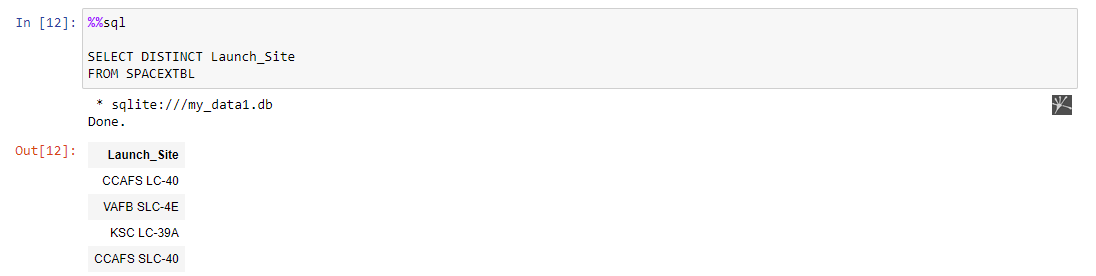 In [12]: %%sql
SELECT DISTINCT Launch_Site
FROM SPACEXTBL
* sqlite:///my_data1.db
Done.
Out[12]: Launch_Site
CCAFS LC-40
VAFB SLC-4E
KSC LC-39A
CCAFS SLC-40